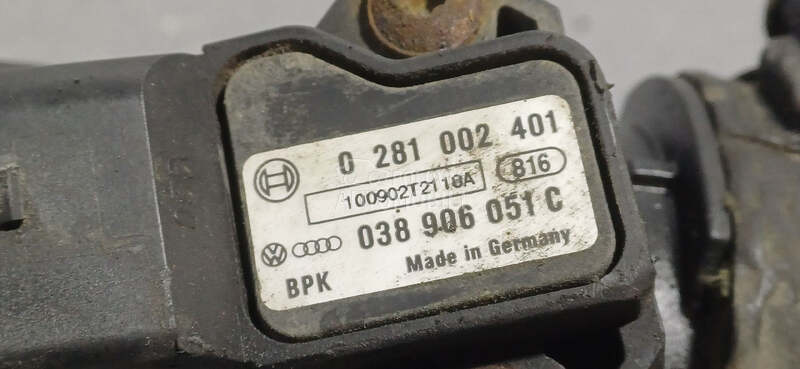 0 281 002 401
100902T2118A 816
038 906 051 C
BPK Made in Germany